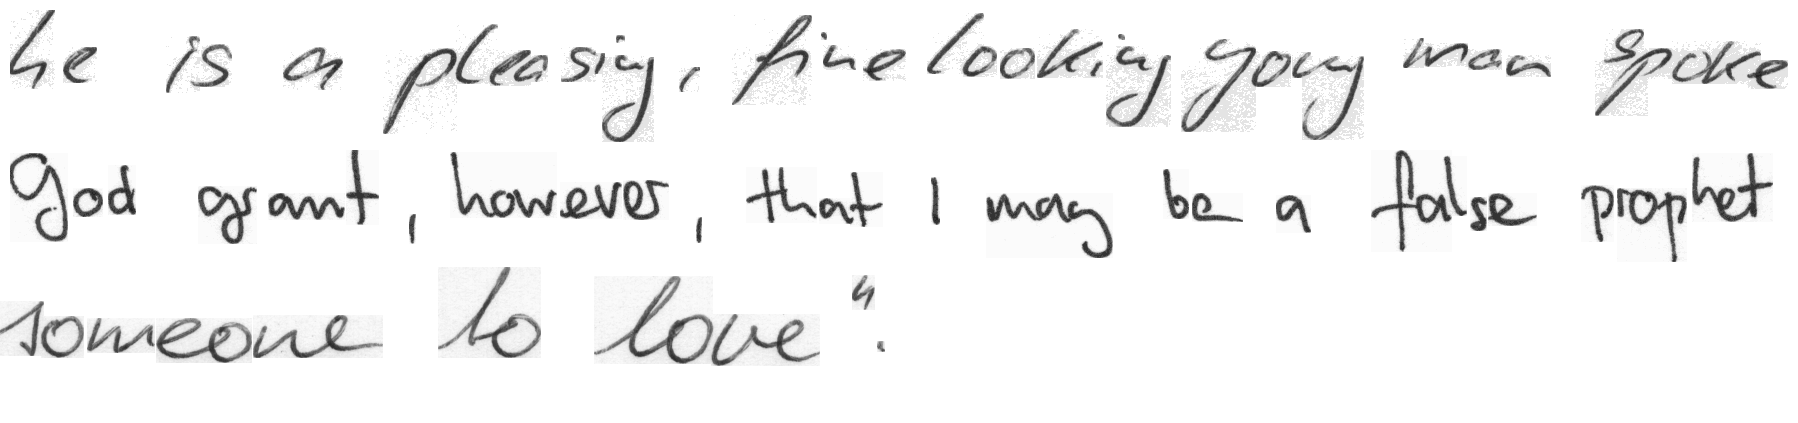 he is a pleasing, fine looking young man spoke
God grant, however, that I may be a false prophet
someone to love".